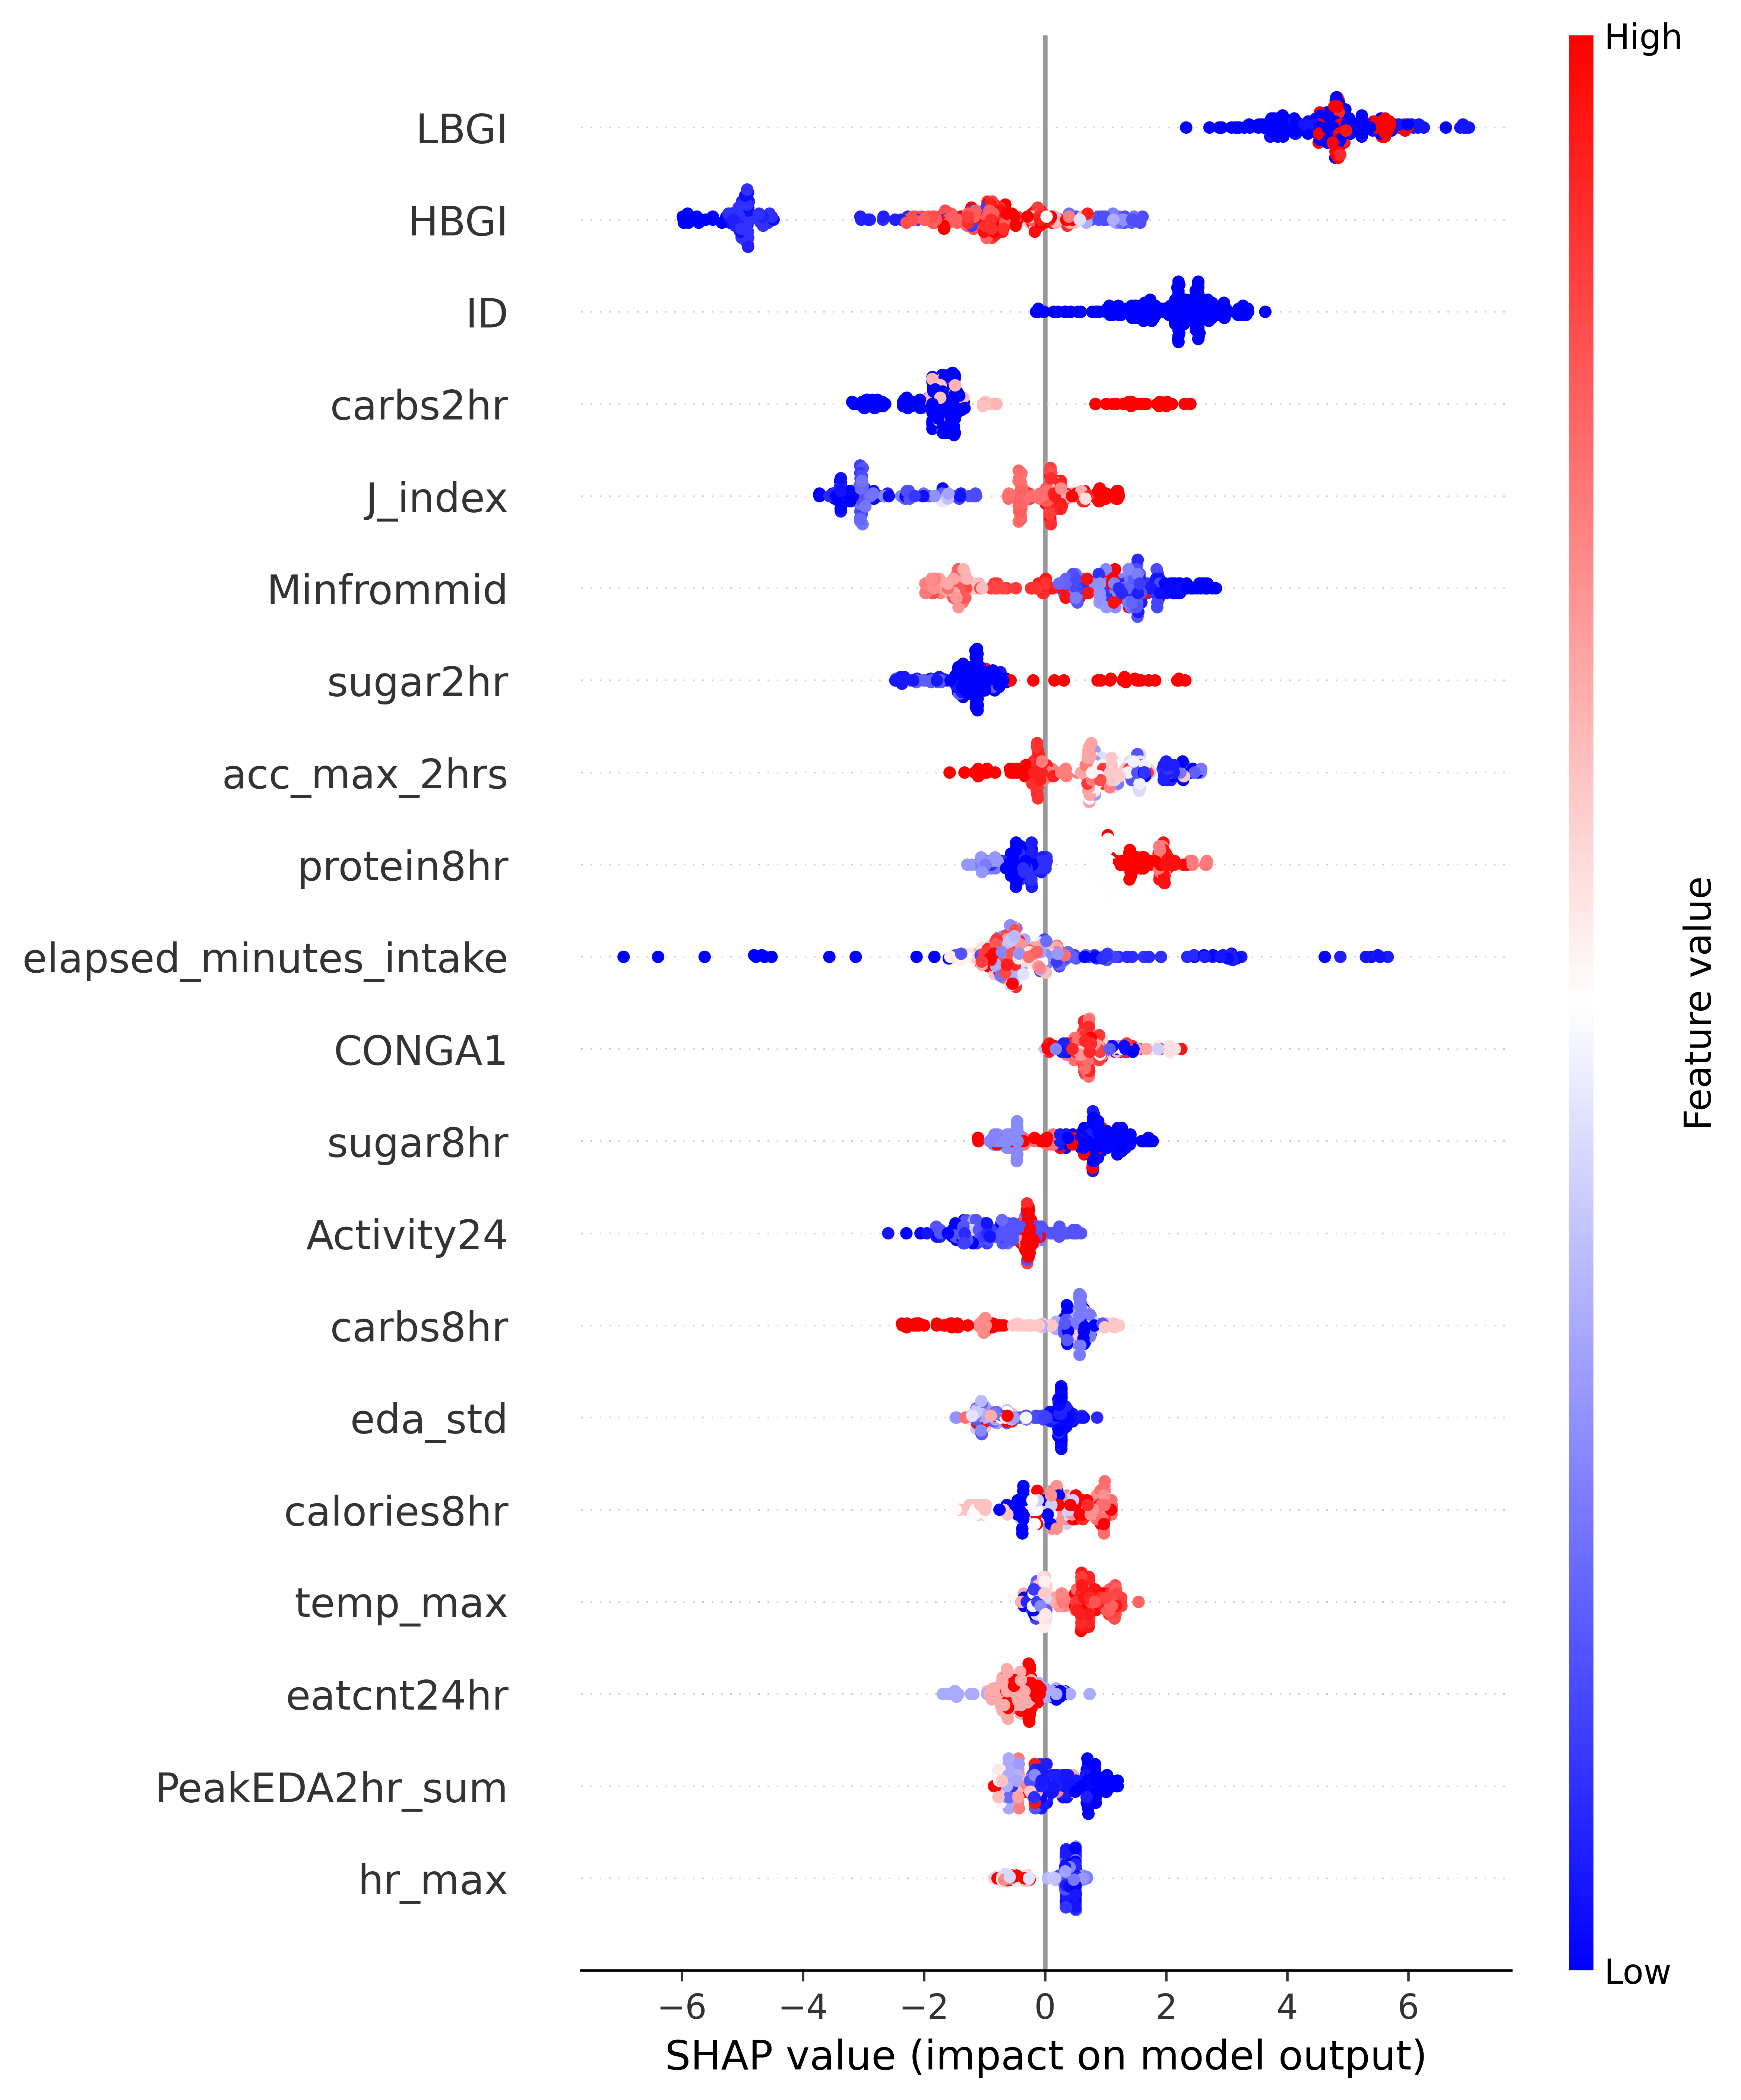 High
LBGI
HBGI
ID
carbs2hr
J_index
Minfrommid
sugar2hr
acc_max_2hrs
protein8hr
elapsed_minutes_intake
CONGA1
sugar8hr
Activity24
carbs8hr
eda_std
calories8hr
temp_max
eatcnt24hr
PeakEDA2hr_sum
hr_max
Feature value
Low
−6 −4 −2 0 2 4 6
SHAP value (impact on model output)